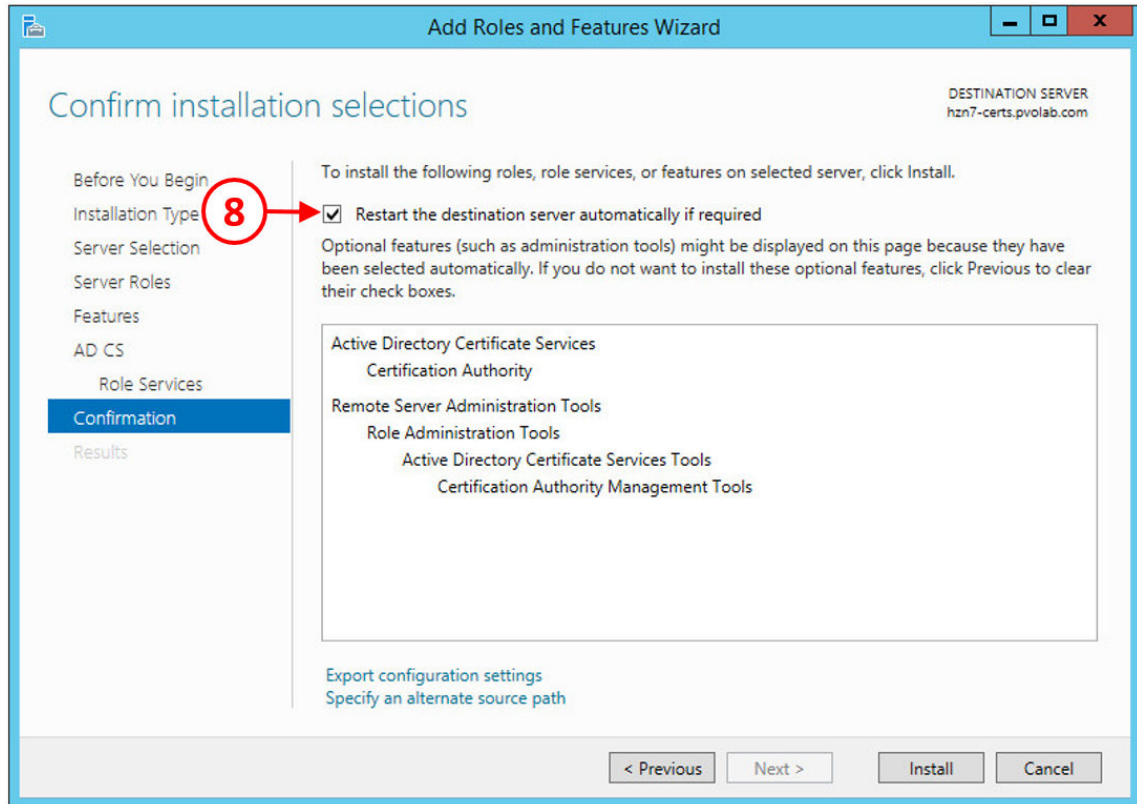 Add Roles and Features Wizard
Confirm installation selections
DESTINATION SERVER
hzn7-certs.pvolab.com
Before You Begin
Installation Type
Server Selection
Server Roles
Features
AD CS
Role Services
Confirmation
Results
8
To install the following roles, role services, or features on selected server, click Install.
Restart the destination server automatically if required
Optional features (such as administration tools) might be displayed on this page because they have
been selected automatically. If you do not want to install these optional features, click Previous to clear
their check boxes.
Active Directory Certificate Services
Certification Authority
Remote Server Administration Tools
Role Administration Tools
Active Directory Certificate Services Tools
Certification Authority Management Tools
Export configuration settings
Specify an alternate source path
< Previous
Next >
Install
Cancel